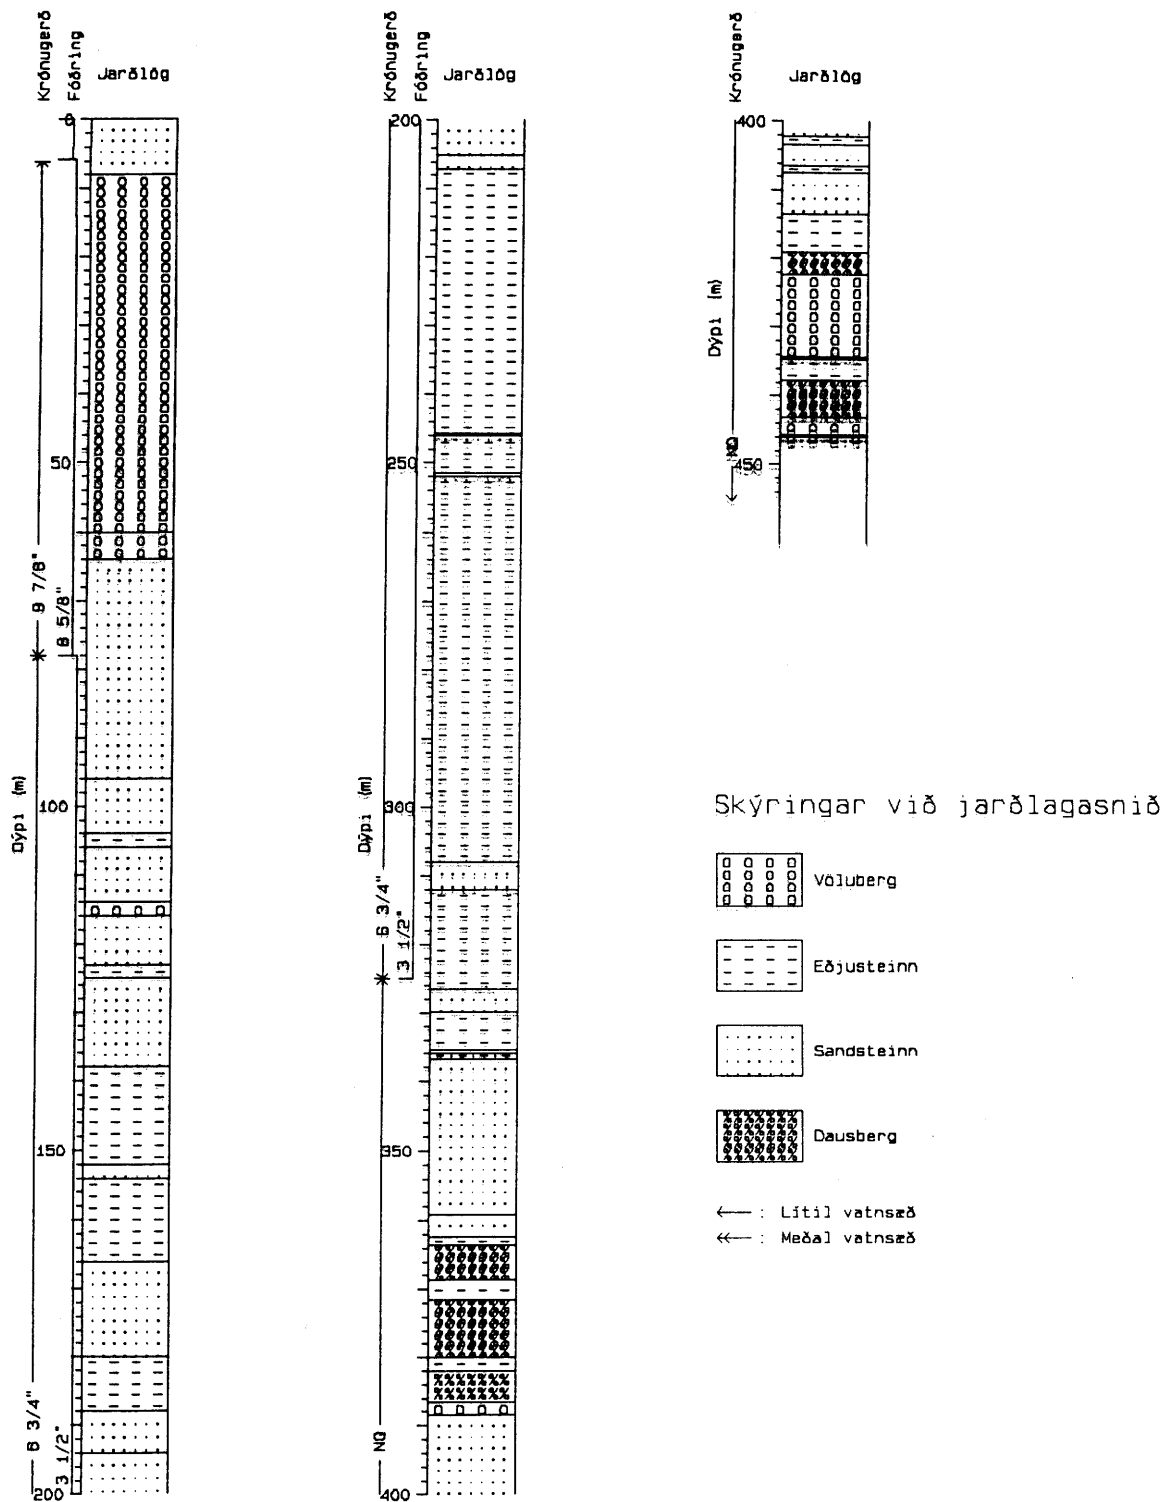 Krónugerð
Fóðring
Jarðlög
0
50
100
150
200
Dýpi (m)
9 7/8"
8 5/8"
6 3/4"
3 1/2"
Krónugerð
Fóðring
Jarðlög
200
250
300
350
400
Dýpi (m)
6 3/4"
3 1/2"
NQ
Krónugerð
Jarðlög
400
450
Dýpi (m)
NQ
Skýringar við jarðlagasnið
Völuberg
Eðjusteinn
Sandsteinn
Dausberg
: Lítil vatnsæð
: Meðal vatnsæð